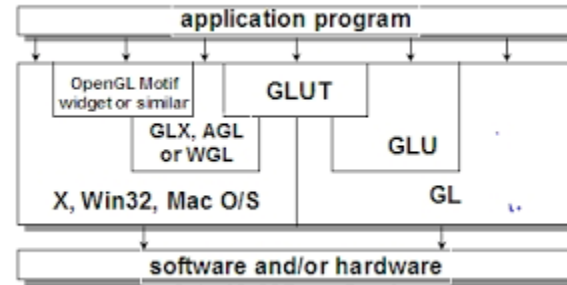 application program
OpenGL Motif
widget or similar
GLUT
GLX, AGL
or WGL
GLU
X, Win32, Mac O/S
GL
software and/or hardware